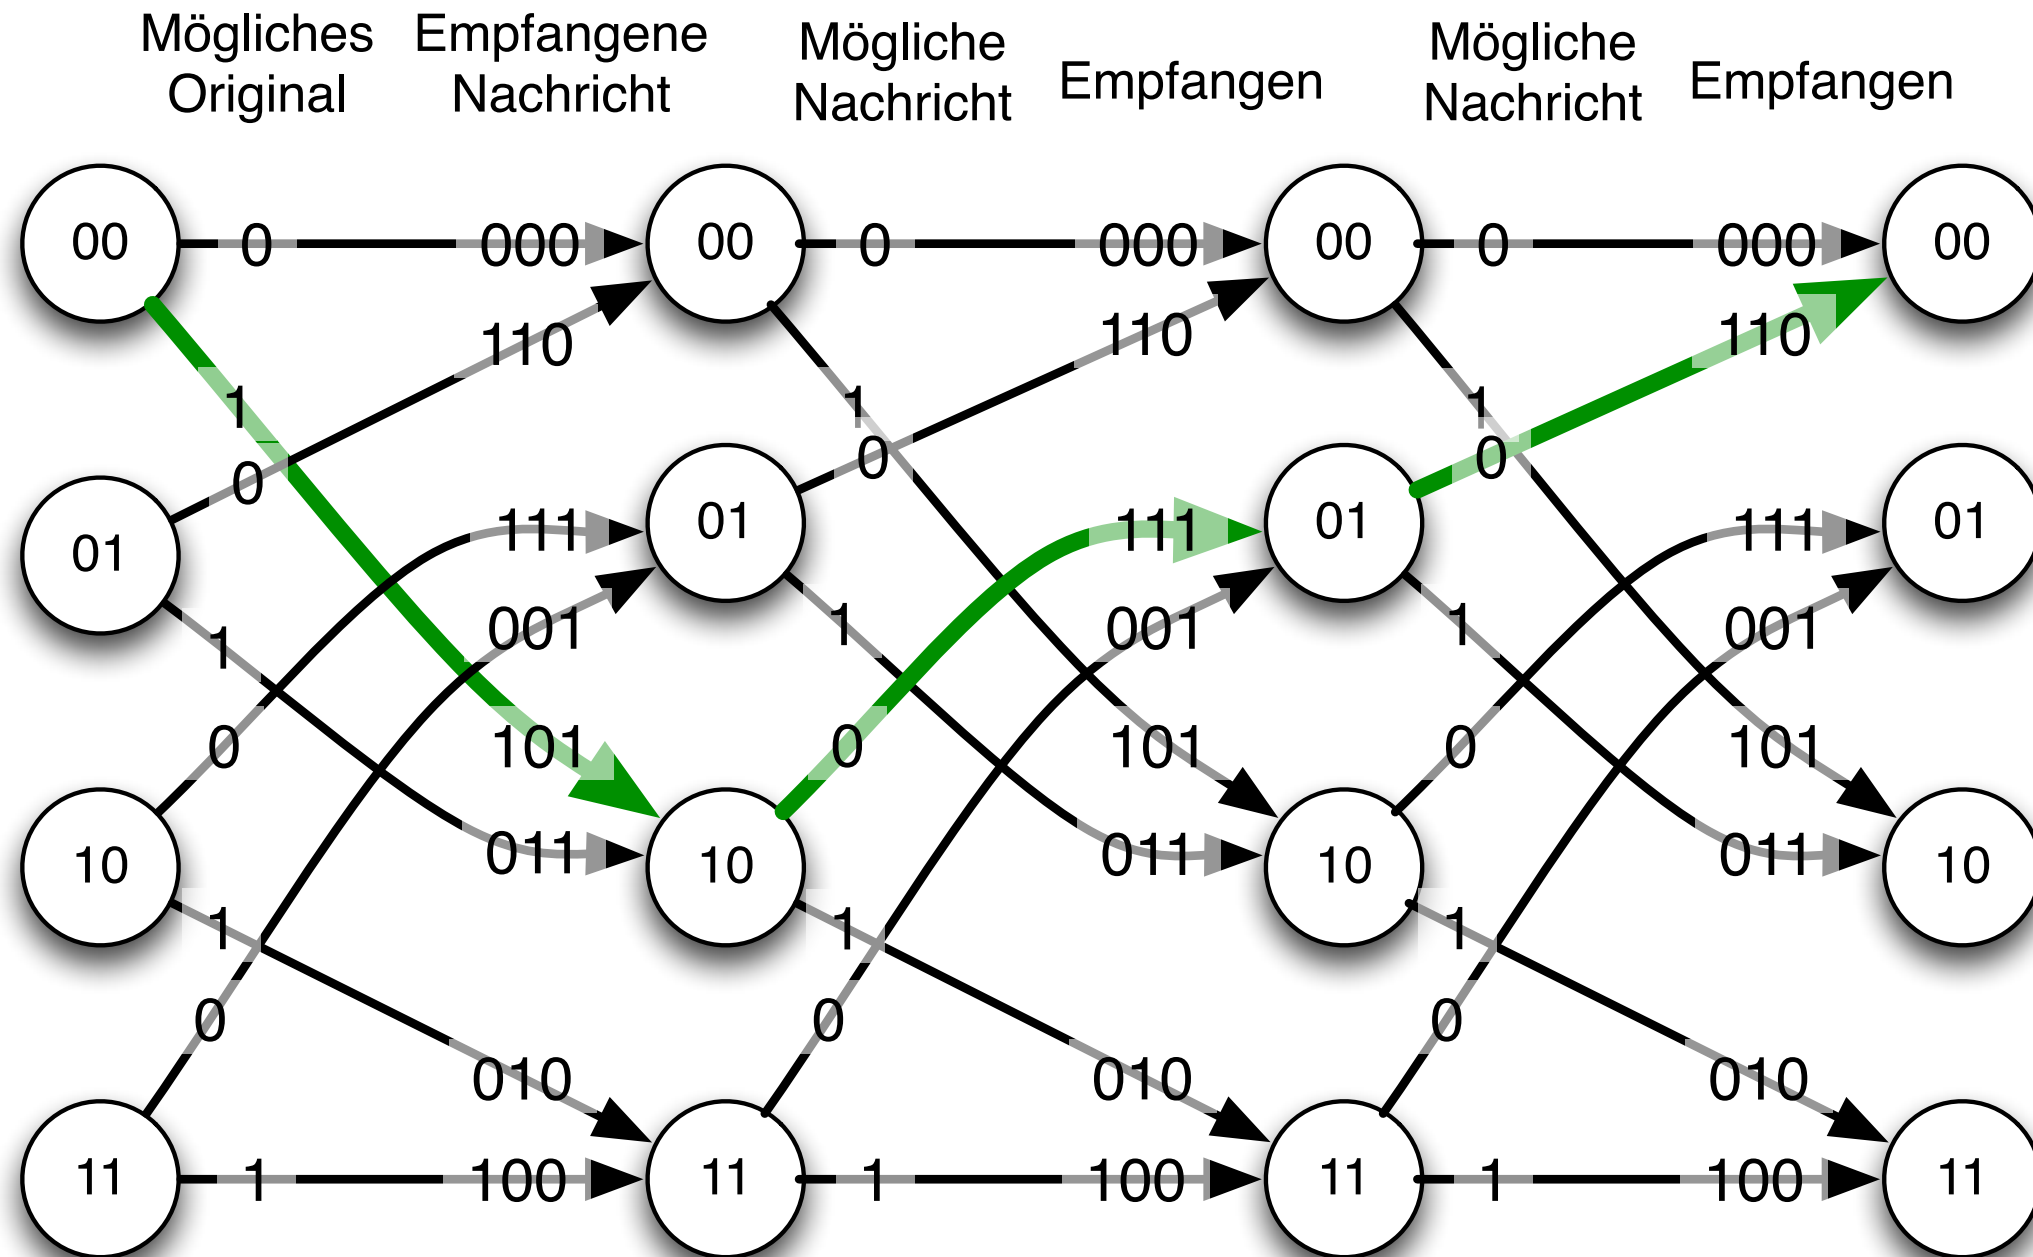 Mögliches
Original
Empfangene
Nachricht
Mögliche
Nachricht
Empfangen
Mögliche
Nachricht
Empfangen
00 0 000 00 0 000 00 0 000 00
110 110 110
1 1 1
0 0 0
01 111 01 111 01 111 01
1 001 1 001 1 001
0 101 0 101 0 101
10 011 10 011 10 011 10
1 1 1
0 0 0
010 010 010
11 1 100 11 1 100 11 1 100 11